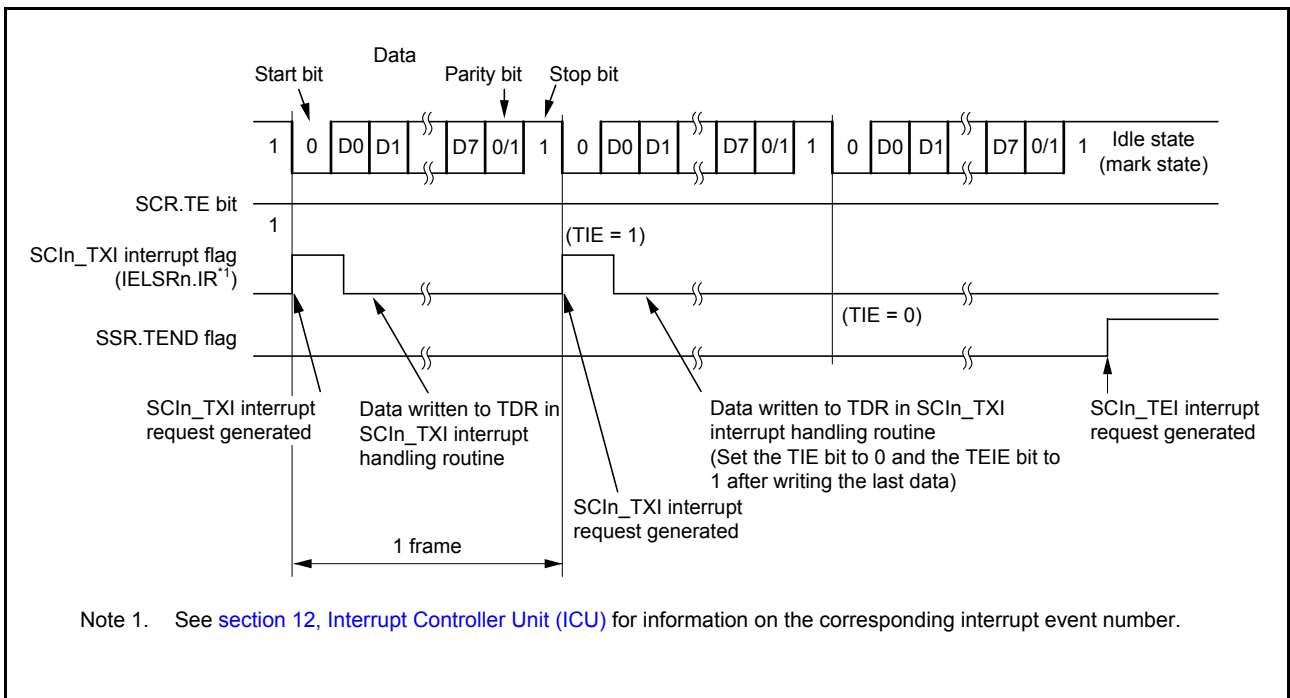 Data
Start bit
Parity bit
Stop bit
1 0 D0 D1 D7 0/1 1 0 D0 D1 D7 0/1 1 0 D0 D1 D7 0/1 1
Idle state
(mark state)
SCR.TE bit
1
SCIn_TXI interrupt flag
(IELSRn.IR*1)
(TIE = 1)
(TIE = 0)
SSR.TEND flag
SCIn_TXI interrupt
request generated
Data written to TDR in
SCIn_TXI interrupt
handling routine
Data written to TDR in SCIn_TXI
interrupt handling routine
(Set the TIE bit to 0 and the TEIE bit to
1 after writing the last data)
SCIn_TEI interrupt
request generated
SCIn_TXI interrupt
request generated
1 frame
Note 1. See section 12, Interrupt Controller Unit (ICU) for information on the corresponding interrupt event number.